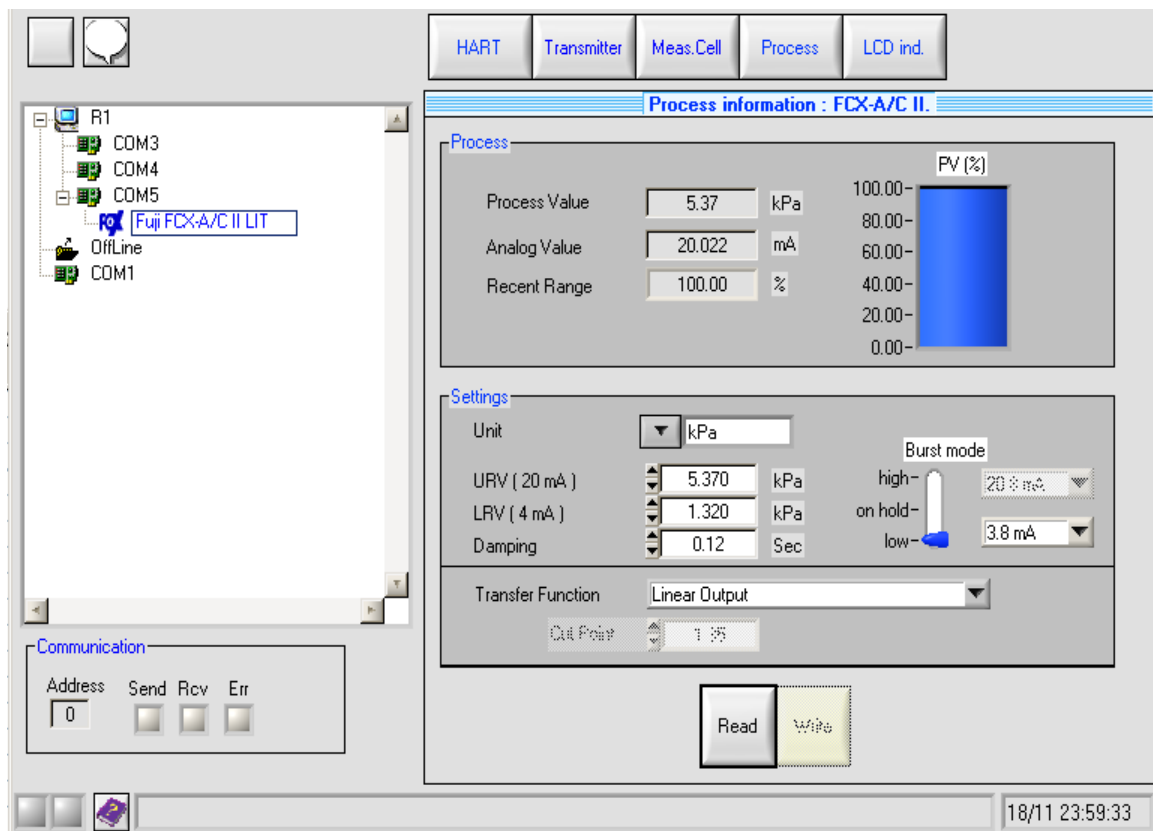 HART Transmitter Meas.Cell Process LCD ind.
R1
COM3
COM4
COM5
Fuji FCX-A/C II LIT
OffLine
COM1
Process information : FCX-A/C II.
Process
PV (%)
Process Value 5.37 kPa
Analog Value 20.022 mA
Recent Range 100.00 %
100.00
80.00
60.00
40.00
20.00
0.00
Settings
Unit kPa
Burst mode
URV ( 20 mA ) 5.370 kPa
LRV ( 4 mA ) 1.320 kPa
Damping 0.12 Sec
high
on hold
low
3.8 mA
Transfer Function Linear Output
Cut Point
Communication
Address Send Rcv Err
0
Read Write
18/11 23:59:33